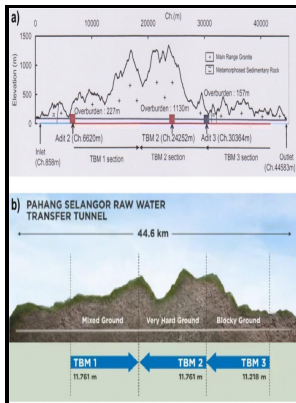 a)
Ch.(m)
0 10000 20000 30000 40000
Elevation (m)
1500
1000
500
0
Main Range Granite
Metamorphosed Sedimentary Rock
Overburden : 227m
Overburden : 1130m
Overburden : 157m
Adit 2 (Ch.6620m)
TBM 2 (Ch.24252m)
Adit 3 (Ch.30364m)
Inlet
(Ch.858m)
Outlet
(Ch.44583m)
TBM 1 section
TBM 2 section
TBM 3 section
b)
PAHANG SELANGOR RAW WATER
TRANSFER TUNNEL
44.6 km
Mixed Ground
Very Hard Ground
Blocky Ground
TBM 1
TBM 2
TBM 3
11.761 m
11.761 m
11.218 m